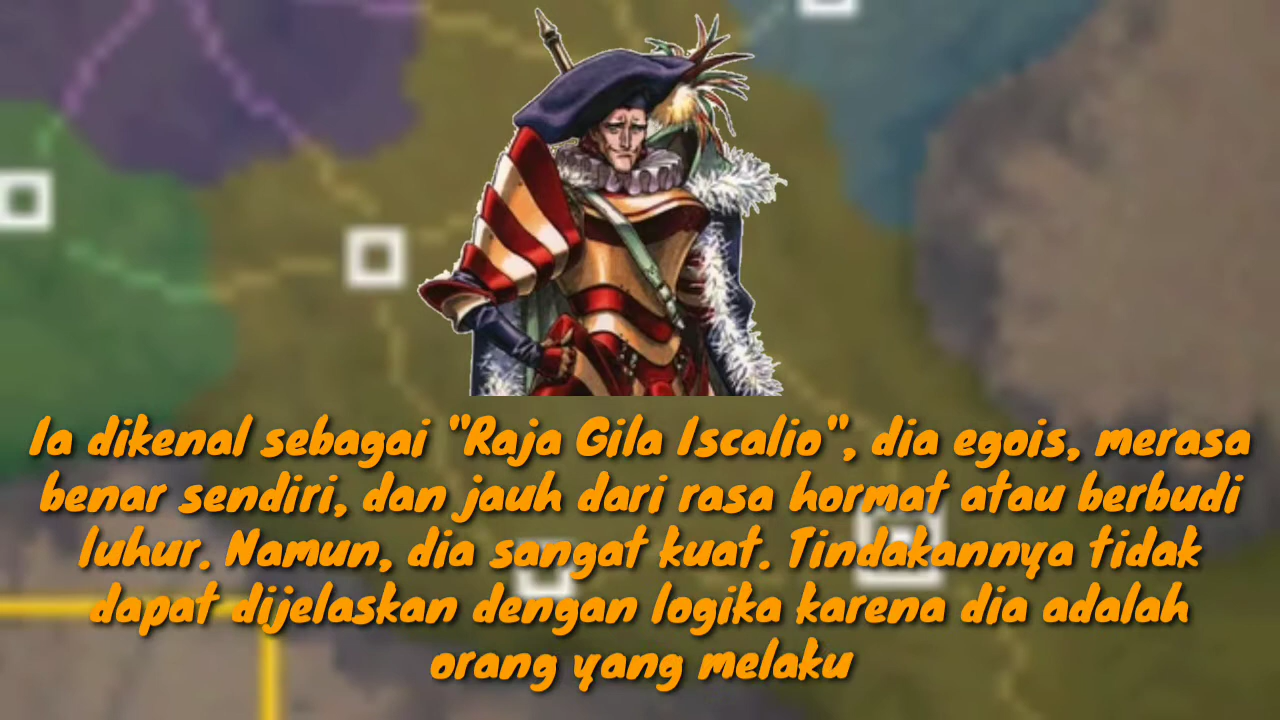 Ia dikenal sebagai "Raja Gila Iscalio", dia egois, merasa
benar sendiri, dan jauh dari rasa hormat atau berbudi
luhur. Namun, dia sangat kuat. Tindakannya tidak
dapat dijelaskan dengan logika karena dia adalah
orang yang melaku